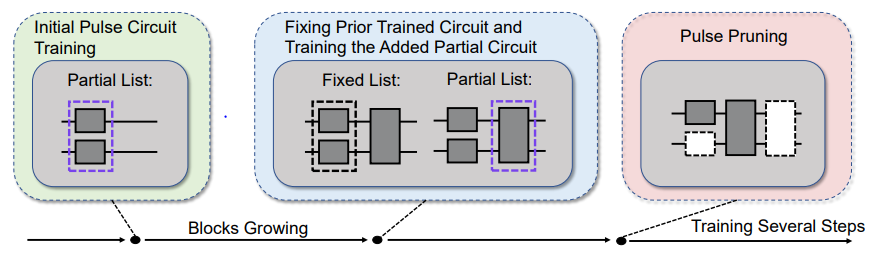 Initial Pulse Circuit
Training
Partial List:
Fixing Prior Trained Circuit and
Training the Added Partial Circuit
Fixed List:
Partial List:
Pulse Pruning
Blocks Growing
Training Several Steps